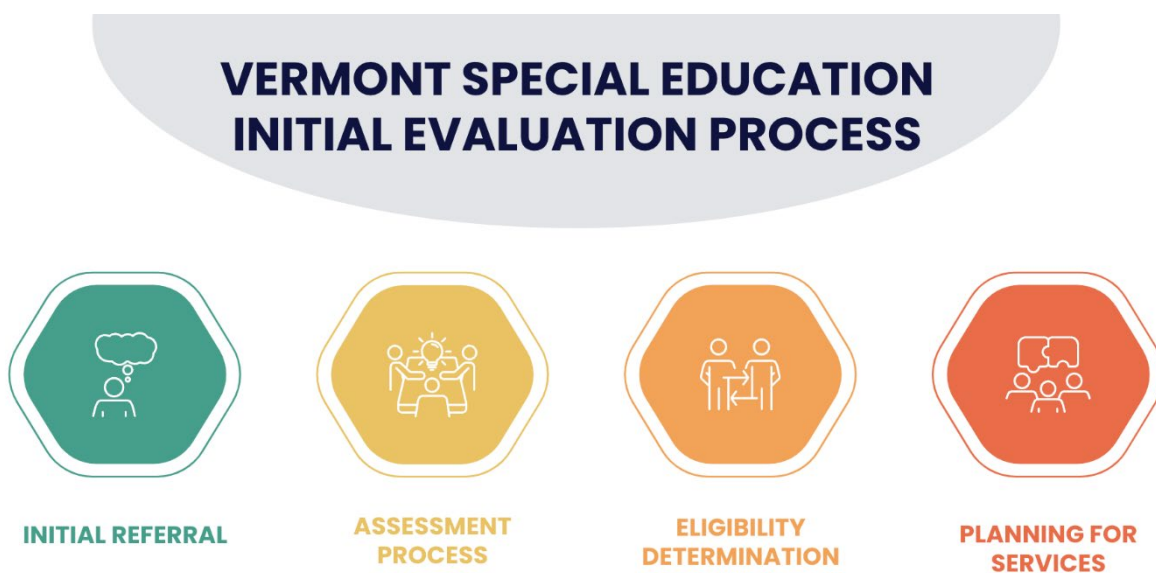 VERMONT SPECIAL EDUCATION
INITIAL EVALUATION PROCESS
INITIAL REFERRAL
ASSESSMENT
PROCESS
ELIGIBILITY
DETERMINATION
PLANNING FOR
SERVICES